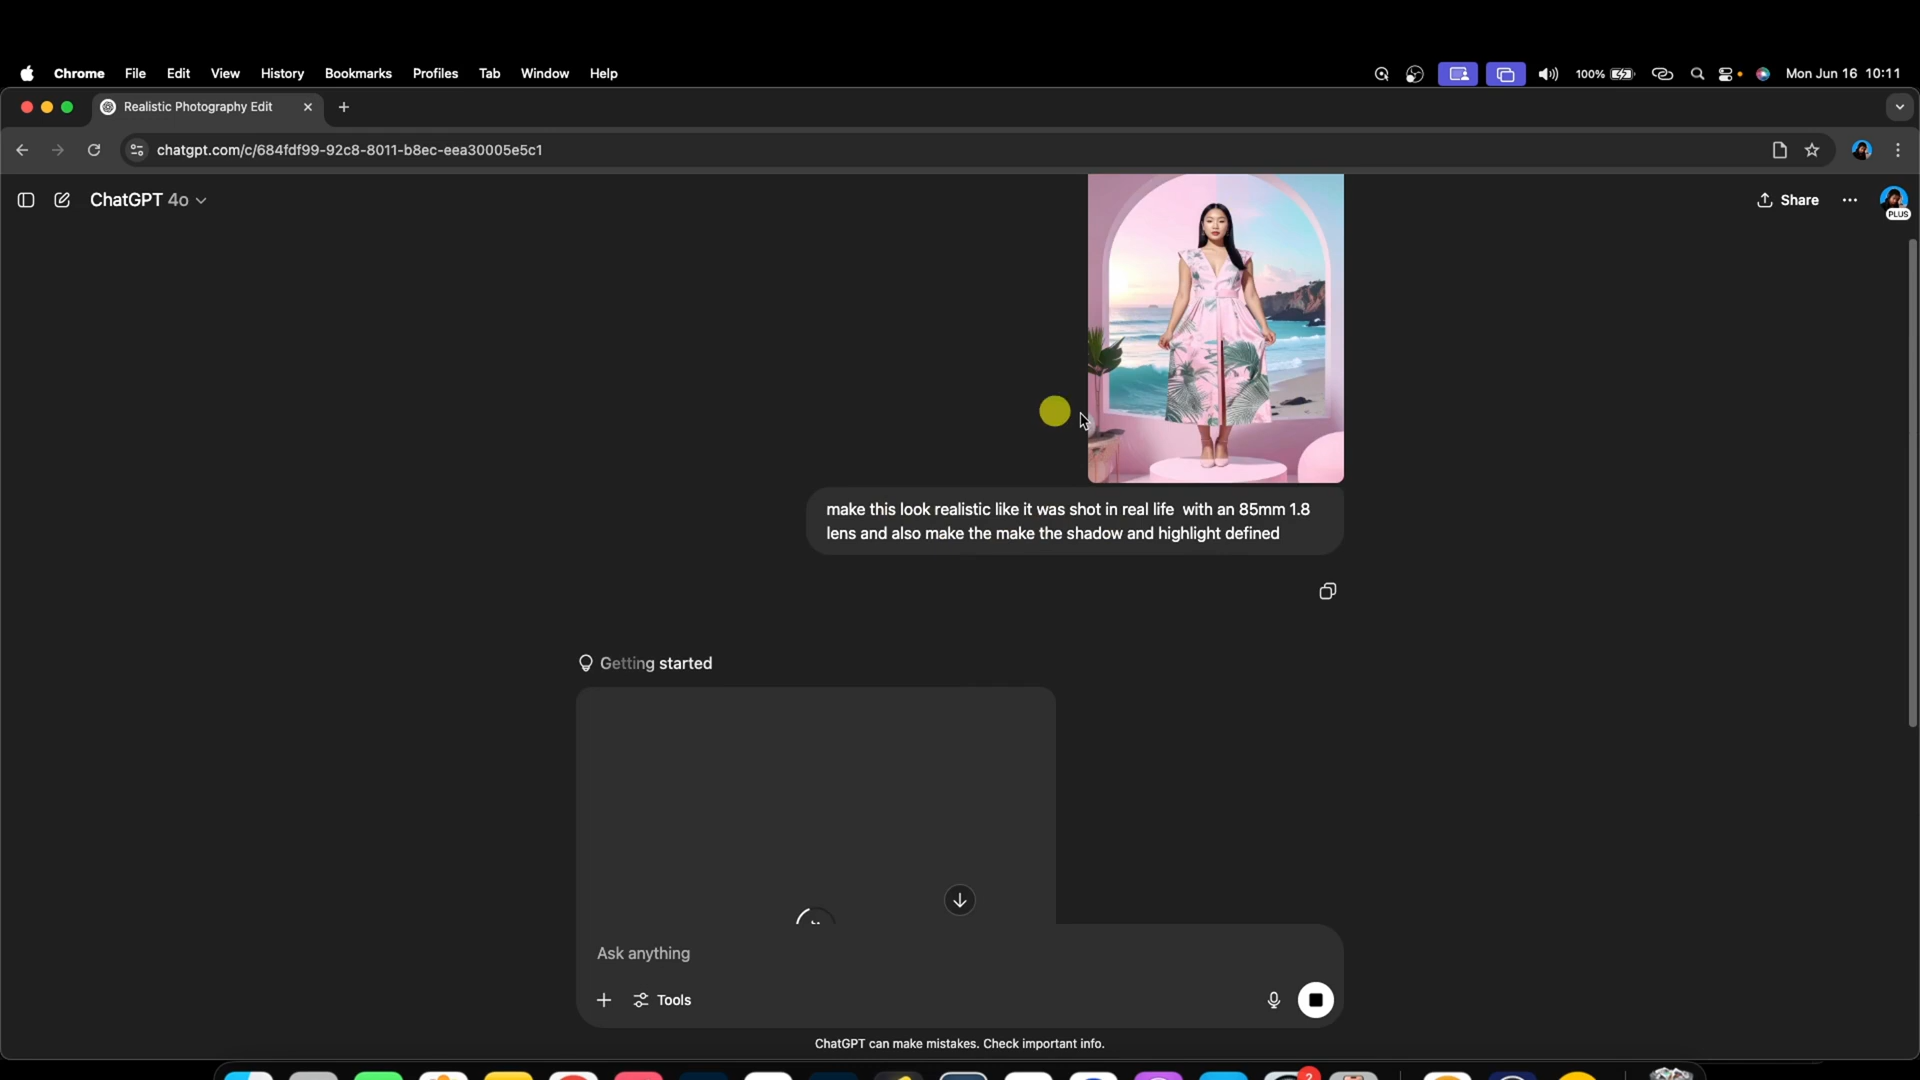 Chrome File Edit View History Bookmarks Profiles Tab Window Help 100% Mon Jun 16 10:11
Realistic Photography Edit
chatgpt.com/c/684fdf99-92c8-8011-b8ec-eea30005e5c1
ChatGPT 4o Share
PLUS
make this look realistic like it was shot in real life with an 85mm 1.8
lens and also make the make the shadow and highlight defined
Getting started
Ask anything
Tools
ChatGPT can make mistakes. Check important info.
2